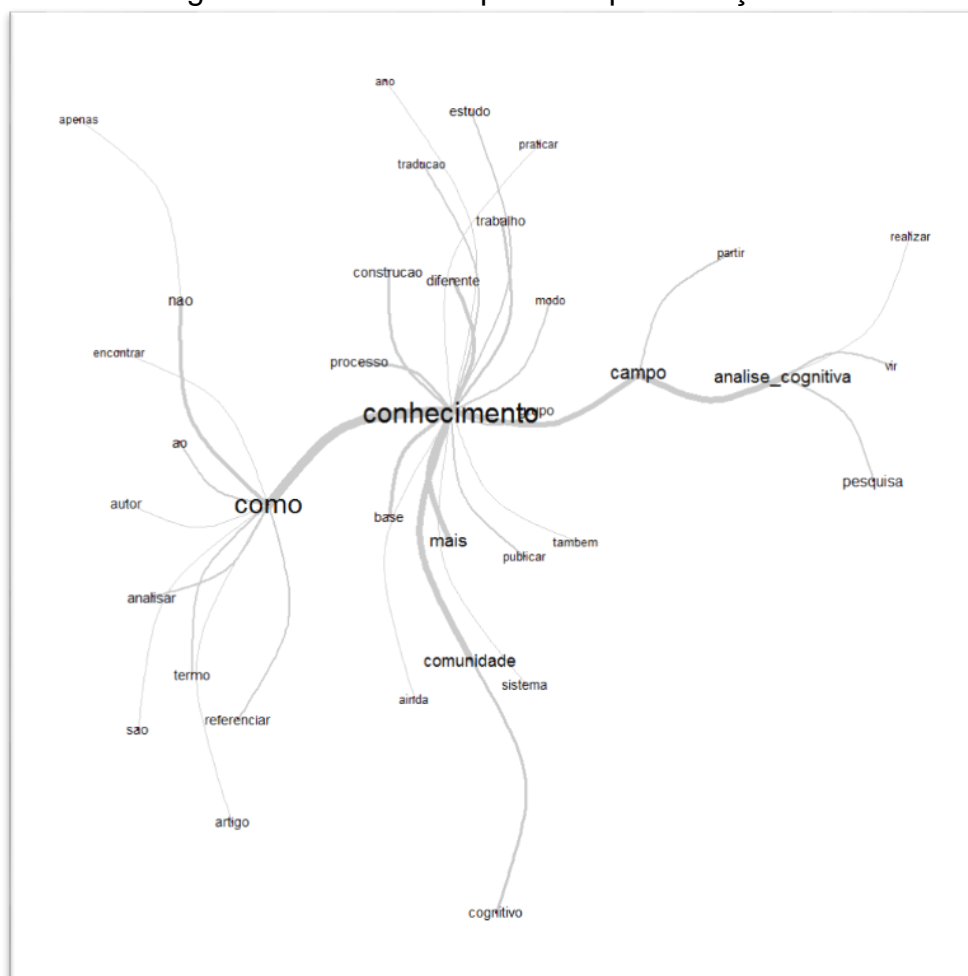 ano
estudo
apenas
praticar
traducao
trabalho
realizar
partir
construcao
diferente
nao
modo
encontrar
processo
campo
analise_cognitiva
vir
conhecimento
grupo
ao
pesquisa
autor
como
base
mais
tambem
publicar
analisar
comunidade
termo
sistema
ainda
referenciar
sao
artigo
cognitivo